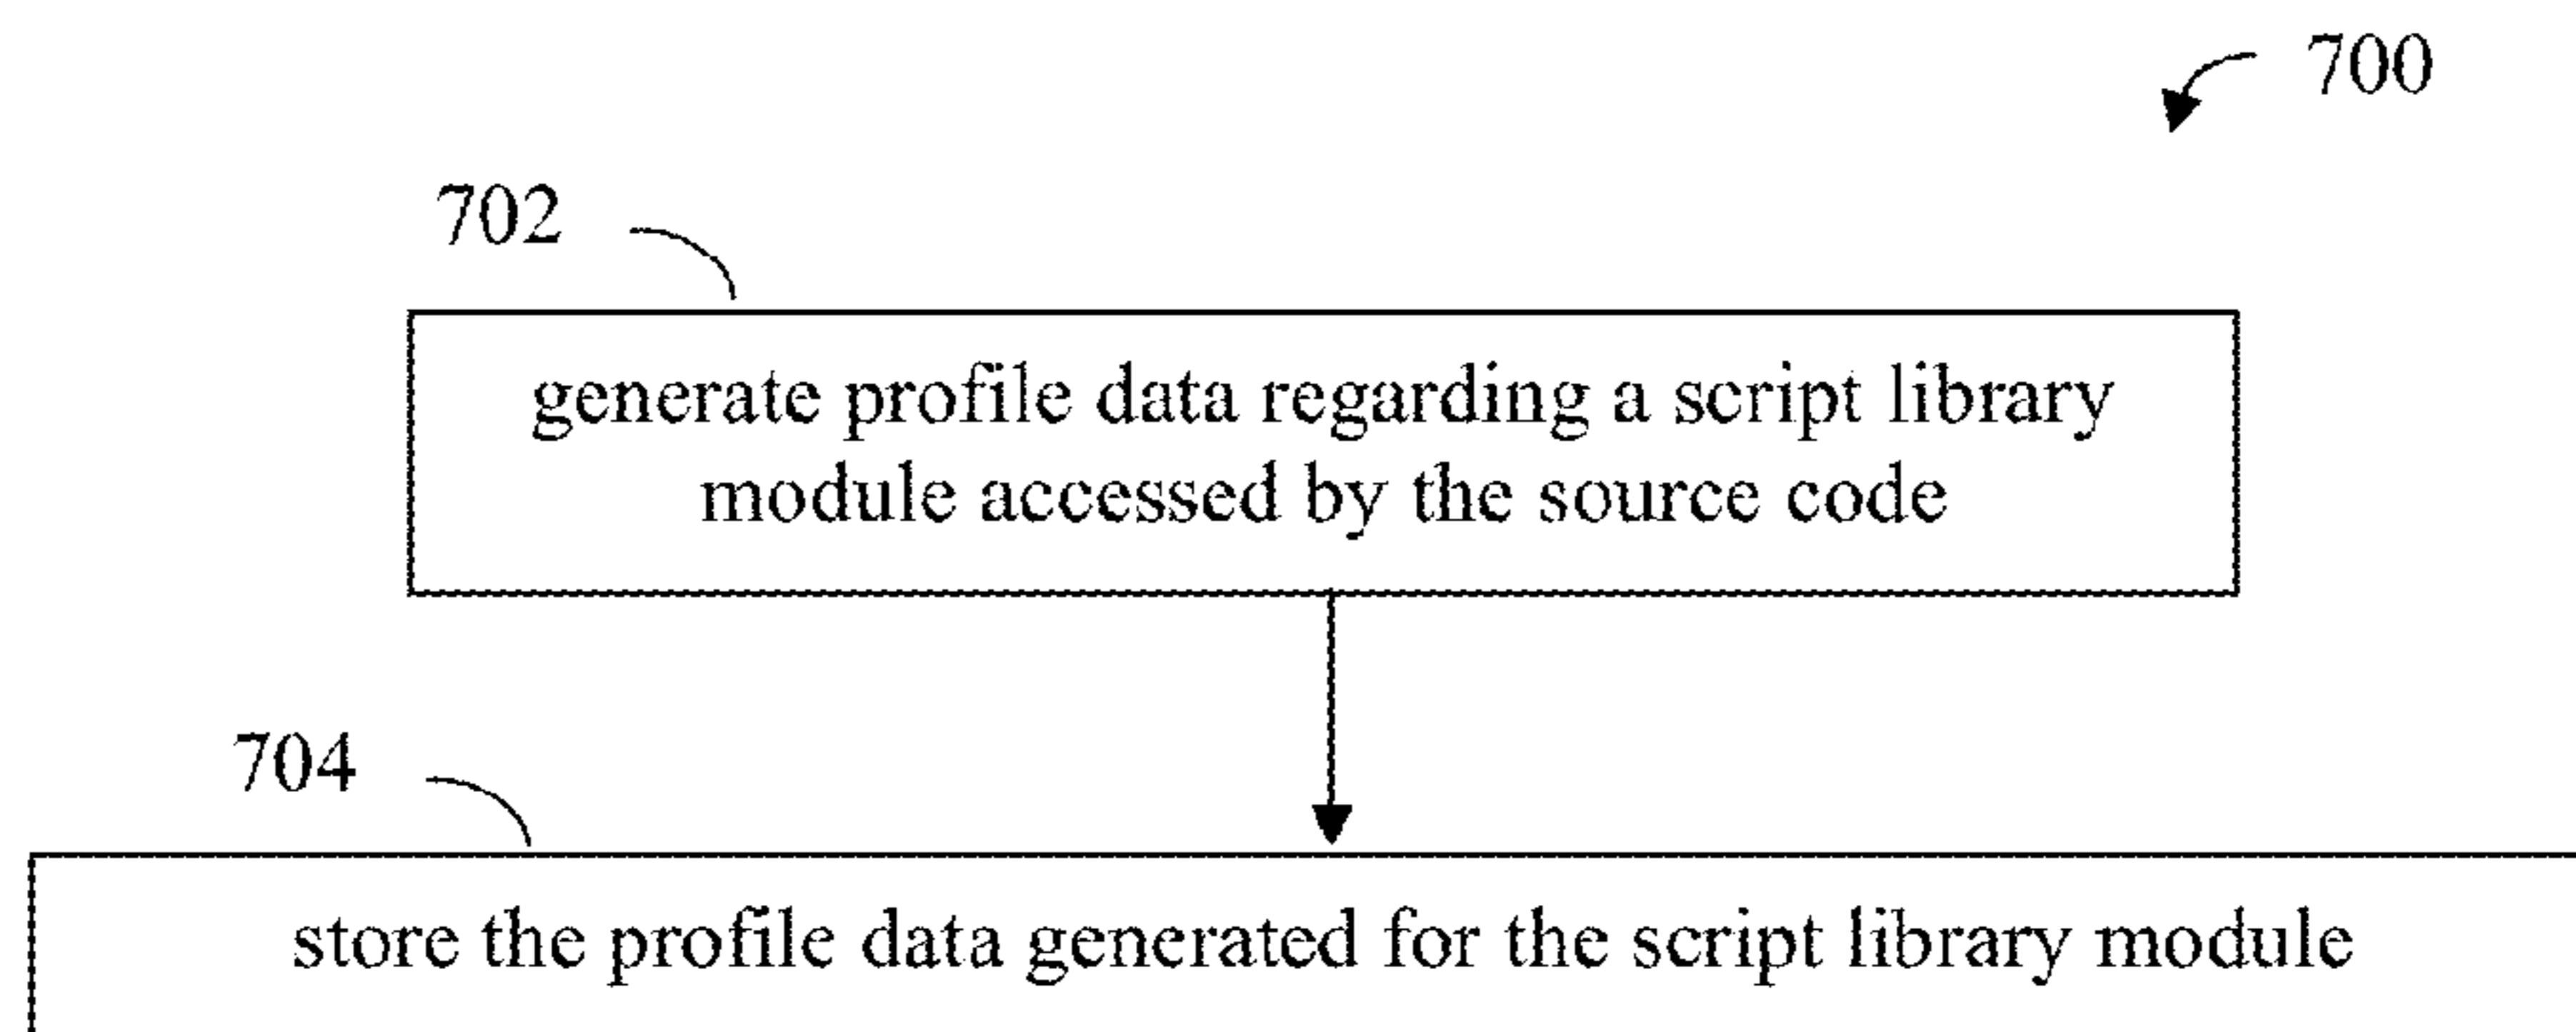 700
702
generate profile data regarding a script library
module accessed by the source code
704
store the profile data generated for the script library module